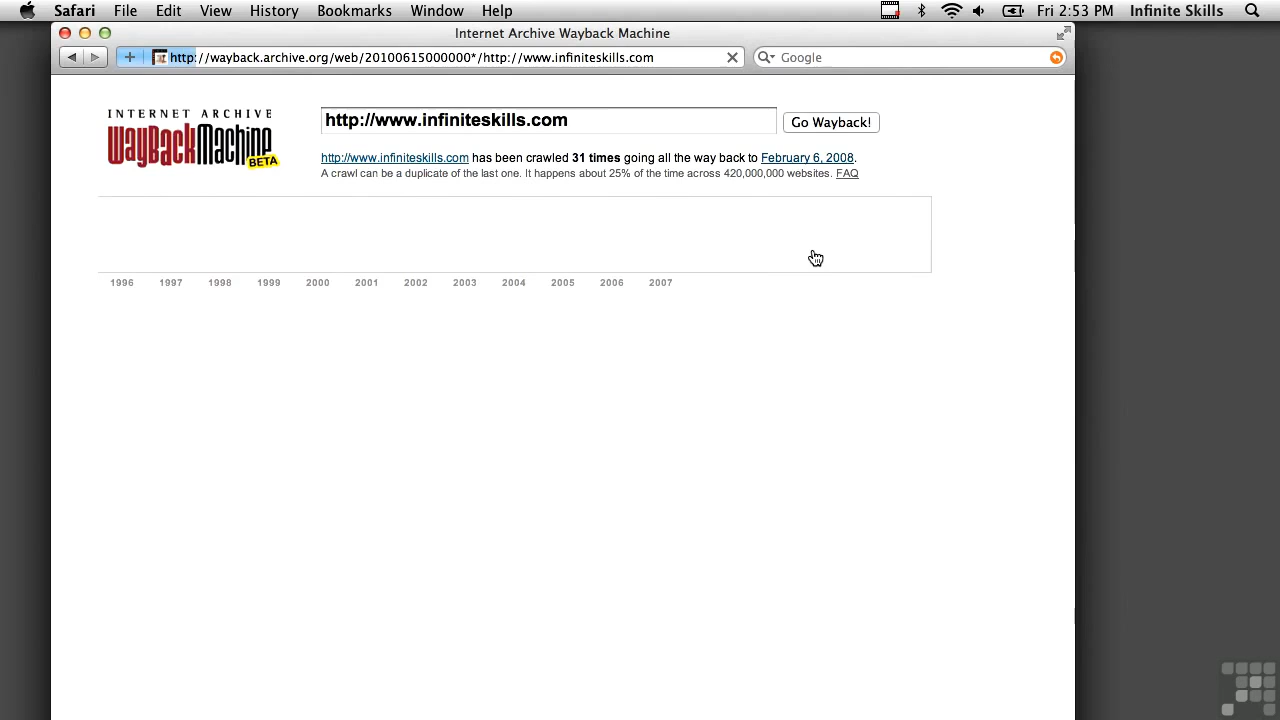 Safari File Edit View History Bookmarks Window Help Fri 2:53 PM Infinite Skills
Internet Archive Wayback Machine
http://wayback.archive.org/web/20100615000000*/http://www.infiniteskills.com Google
INTERNET ARCHIVE
WayBackMachine
BETA
http://www.infiniteskills.com Go Wayback!
http://www.infiniteskills.com has been crawled 31 times going all the way back to February 6, 2008.
A crawl can be a duplicate of the last one. It happens about 25% of the time across 420,000,000 websites. FAQ
1996 1997 1998 1999 2000 2001 2002 2003 2004 2005 2006 2007